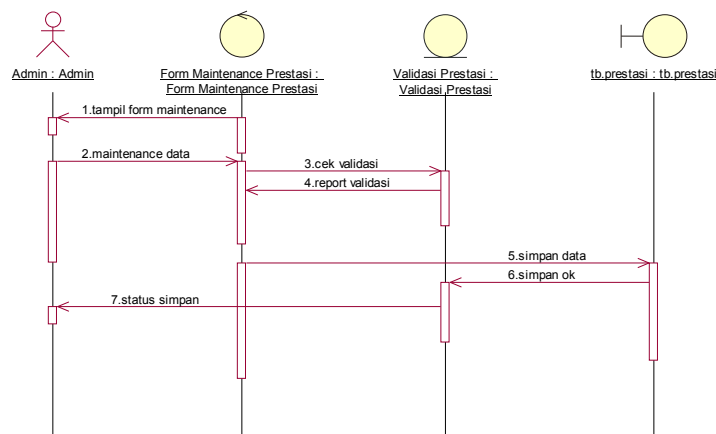 Admin : Admin
Form Maintenance Prestasi :
Form Maintenance Prestasi
Validasi Prestasi :
Validasi Prestasi
tb.prestasi : tb.prestasi
1.tampil form maintenance
2.maintenance data
3.cek validasi
4.report validasi
5.simpan data
6.simpan ok
7.status simpan